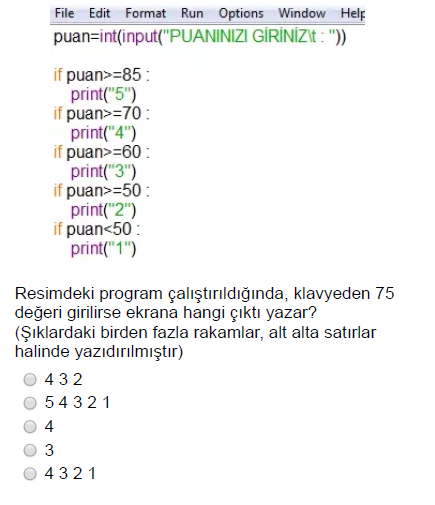 File Edit Format Run Options Window Help
puan=int(input("PUANINIZI GİRİNİZ\t : "))
if puan>=85 :
print("5")
if puan>=70 :
print("4")
if puan>=60 :
print("3")
if puan>=50 :
print("2")
if puan<50 :
print("1")
Resimdeki program çalıştırıldığında, klavyeden 75
değeri girilirse ekrana hangi çıktı yazar?
(Şıklardaki birden fazla rakamlar, alt alta satırlar
halinde yazıdırılmıştır)
4 3 2
5 4 3 2 1
4
3
4 3 2 1